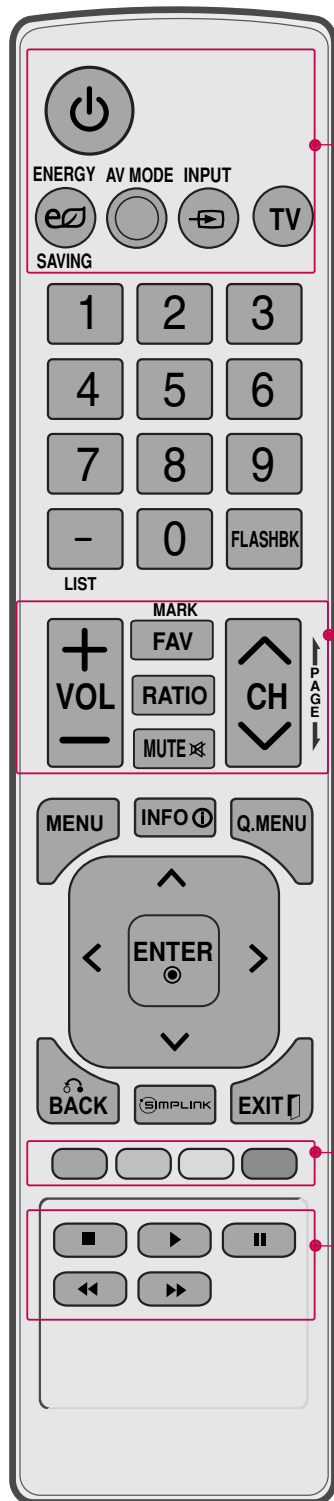 ENERGY AV MODE INPUT
TV
SAVING
1 2 3
4 5 6
7 8 9
- 0 FLASHBK
LIST
MARK
FAV
VOL RATIO CH
PAGE
MUTE
MENU INFO Q.MENU
ENTER
BACK SIMPLINK EXIT